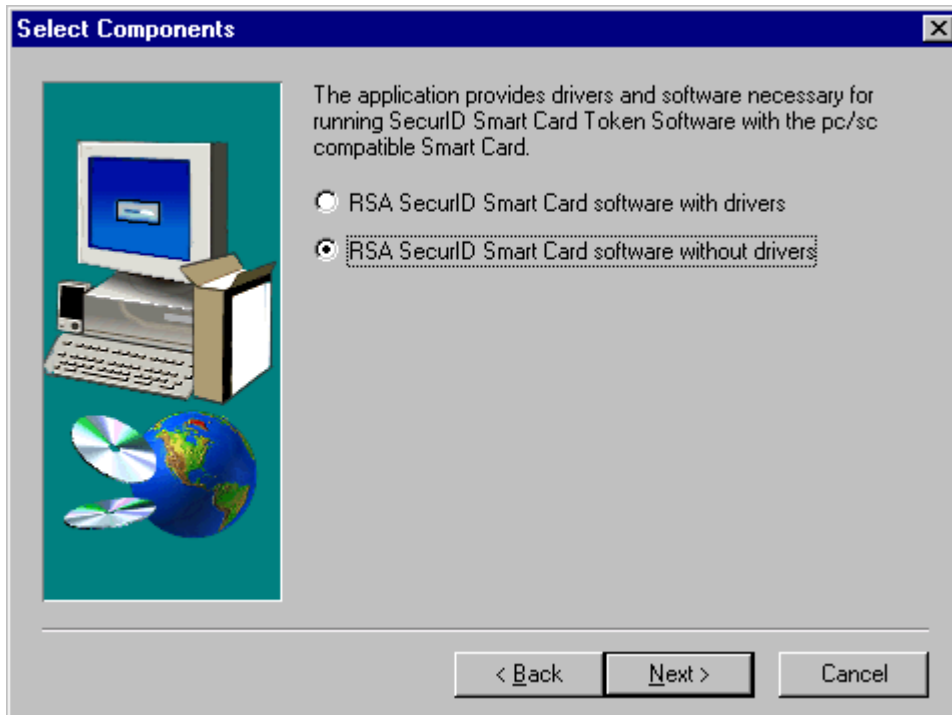 Select Components
The application provides drivers and software necessary for
running SecurID Smart Card Token Software with the pc/sc
compatible Smart Card.
RSA SecurID Smart Card software with drivers
RSA SecurID Smart Card software without drivers
< Back
Next >
Cancel